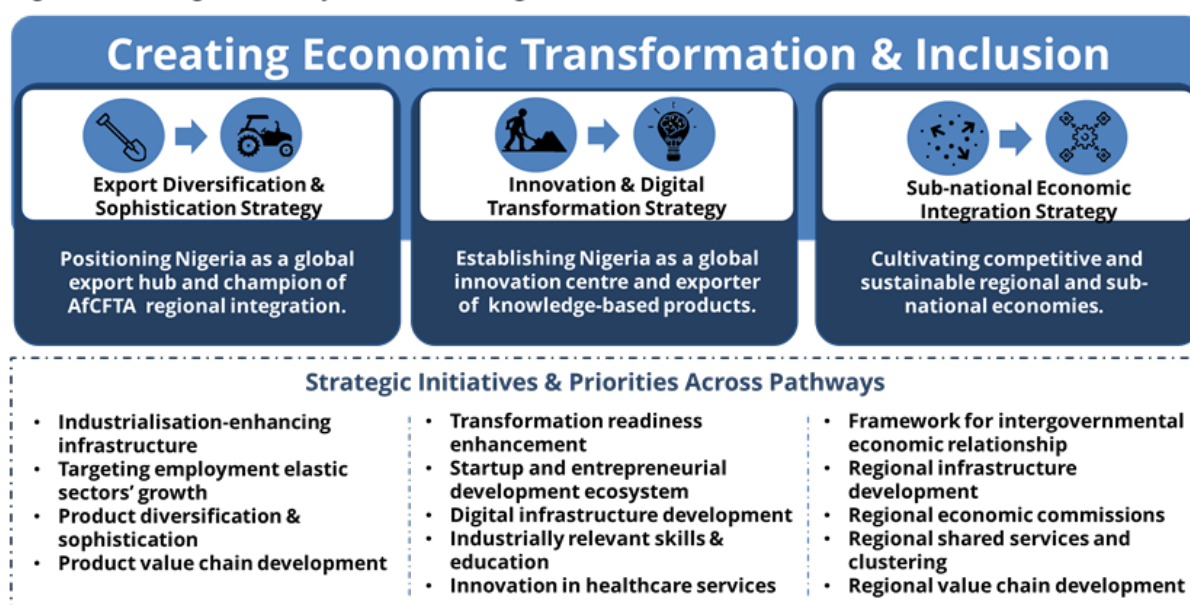 Creating Economic Transformation & Inclusion
Export Diversification &
Sophistication Strategy
Positioning Nigeria as a global
export hub and champion of
AfCFTA regional integration.
Innovation & Digital
Transformation Strategy
Establishing Nigeria as a global
innovation centre and exporter
of knowledge-based products.
Sub-national Economic
Integration Strategy
Cultivating competitive and
sustainable regional and sub-
national economies.
Strategic Initiatives & Priorities Across Pathways
• Industrialisation-enhancing
infrastructure
• Targeting employment elastic
sectors’ growth
• Product diversification &
sophistication
• Product value chain development
• Transformation readiness
enhancement
• Startup and entrepreneurial
development ecosystem
• Digital infrastructure development
• Industrially relevant skills &
education
• Innovation in healthcare services
• Framework for intergovernmental
economic relationship
• Regional infrastructure
development
• Regional economic commissions
• Regional shared services and
clustering
• Regional value chain development